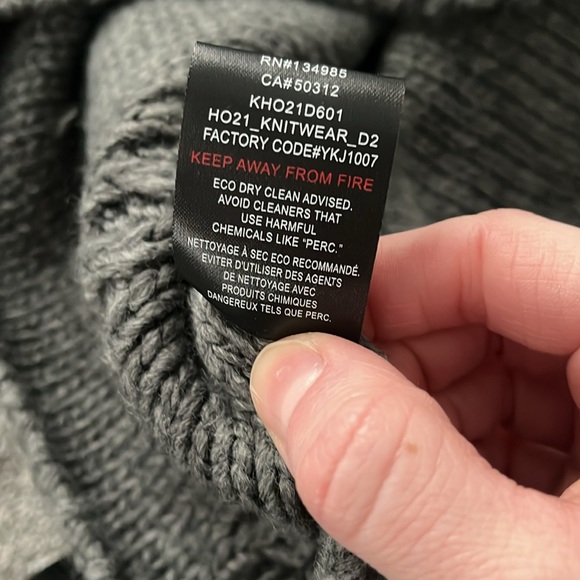 RN#134985
CA#50312
KHO21D601
HO21_KNITWEAR_D2
FACTORY CODE#YKJ1007
KEEP AWAY FROM FIRE
ECO DRY CLEAN ADVISED.
AVOID CLEANERS THAT
USE HARMFUL
CHEMICALS LIKE "PERC."
NETTOYAGE À SEC ECO RECOMMANDÉ.
EVITER D'UTILISER DES AGENTS
DE NETTOYAGE AVEC
PRODUITS CHIMIQUES
DANGEREUX TELS QUE PERC.